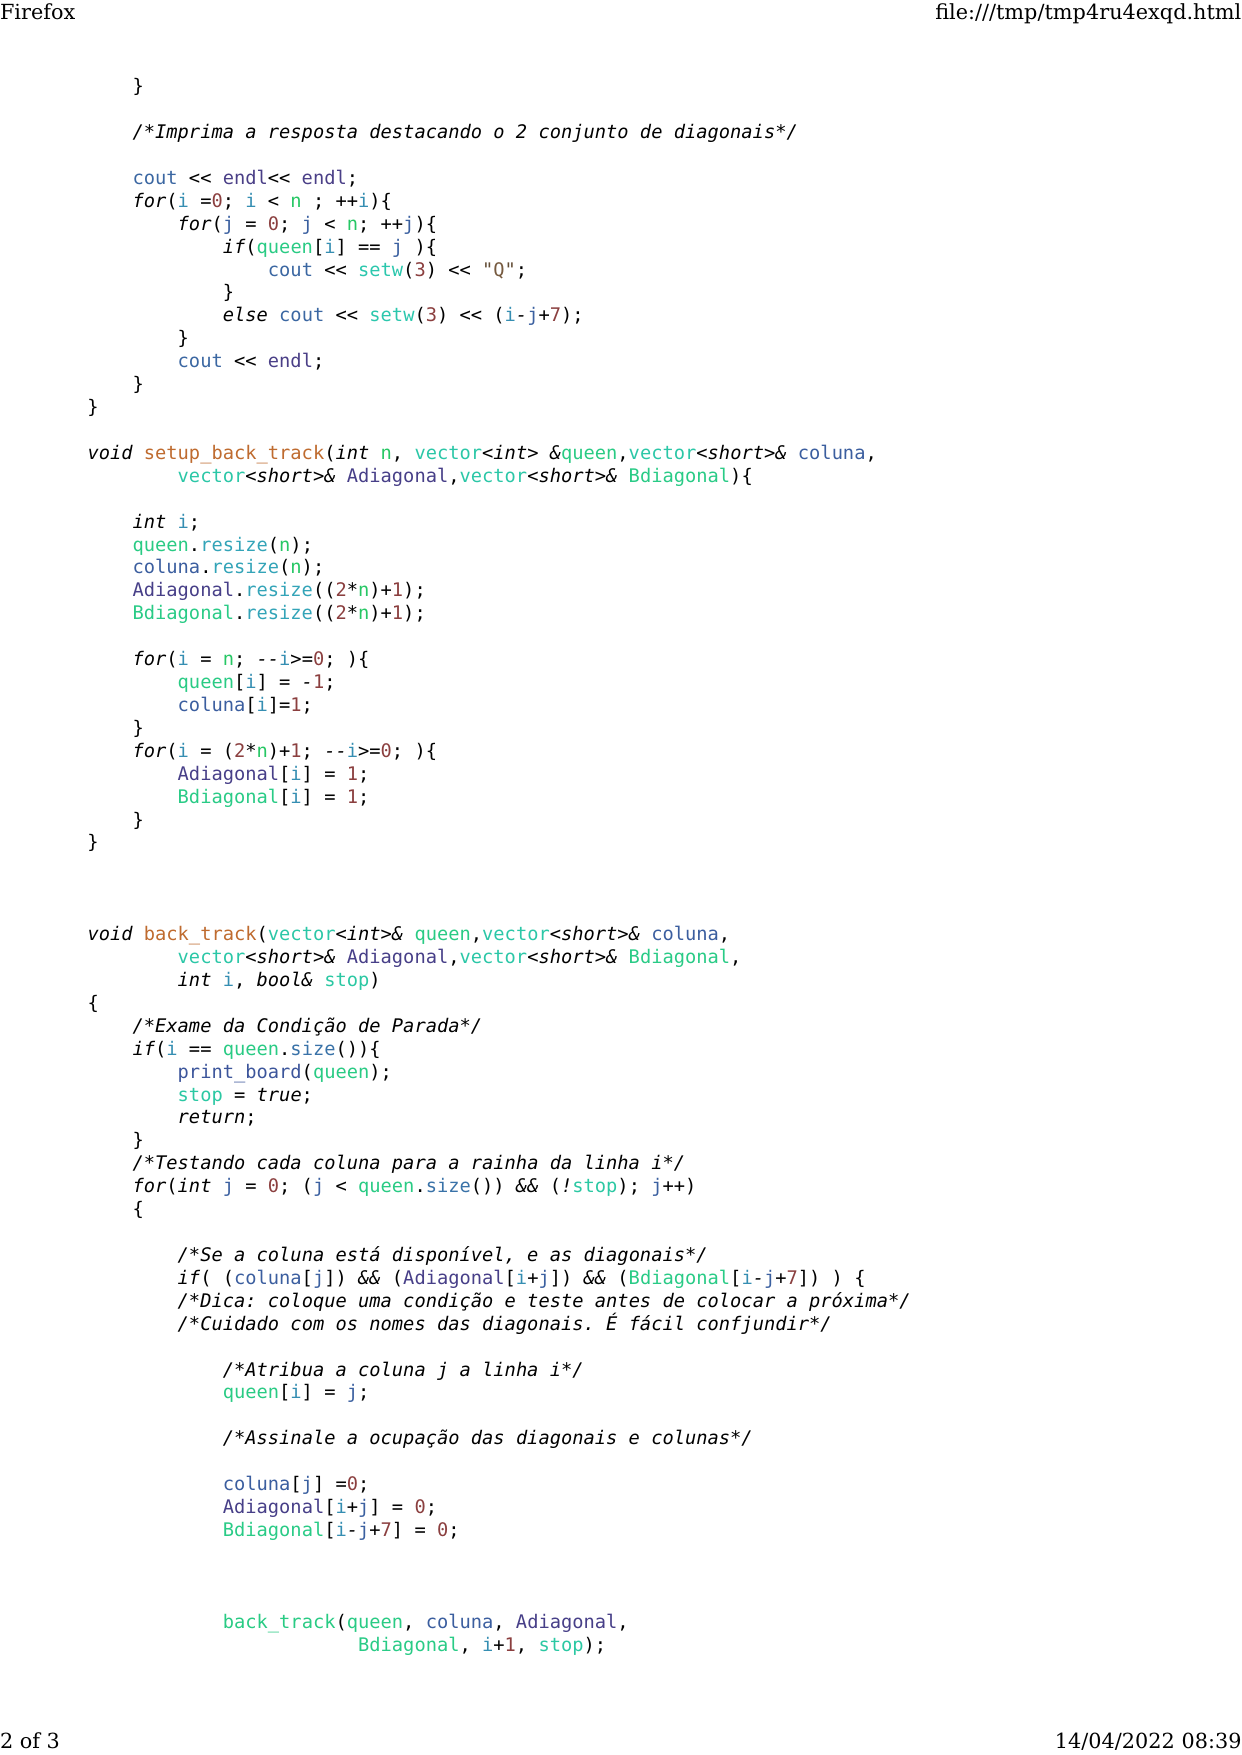 Firefox file:///tmp/tmp4ru4exqd.html
}
/*Imprima a resposta destacando o 2 conjunto de diagonais*/
cout << endl<< endl;
for(i =0; i < n ; ++i){
for(j = 0; j < n; ++j){
if(queen[i] == j ){
cout << setw(3) << "Q";
}
else cout << setw(3) << (i-j+7);
}
cout << endl;
}
}
void setup_back_track(int n, vector<int> &queen,vector<short>& coluna,
vector<short>& Adiagonal,vector<short>& Bdiagonal){
int i;
queen.resize(n);
coluna.resize(n);
Adiagonal.resize((2*n)+1);
Bdiagonal.resize((2*n)+1);
for(i = n; --i>=0; ){
queen[i] = -1;
coluna[i]=1;
}
for(i = (2*n)+1; --i>=0; ){
Adiagonal[i] = 1;
Bdiagonal[i] = 1;
}
}
void back_track(vector<int>& queen,vector<short>& coluna,
vector<short>& Adiagonal,vector<short>& Bdiagonal,
int i, bool& stop)
{
/*Exame da Condição de Parada*/
if(i == queen.size()){
print_board(queen);
stop = true;
return;
}
/*Testando cada coluna para a rainha da linha i*/
for(int j = 0; (j < queen.size()) && (!stop); j++)
{
/*Se a coluna está disponível, e as diagonais*/
if( (coluna[j]) && (Adiagonal[i+j]) && (Bdiagonal[i-j+7]) ) {
/*Dica: coloque uma condição e teste antes de colocar a próxima*/
/*Cuidado com os nomes das diagonais. É fácil confjundir*/
/*Atribua a coluna j a linha i*/
queen[i] = j;
/*Assinale a ocupação das diagonais e colunas*/
coluna[j] =0;
Adiagonal[i+j] = 0;
Bdiagonal[i-j+7] = 0;
back_track(queen, coluna, Adiagonal,
Bdiagonal, i+1, stop);
2 of 3 14/04/2022 08:39